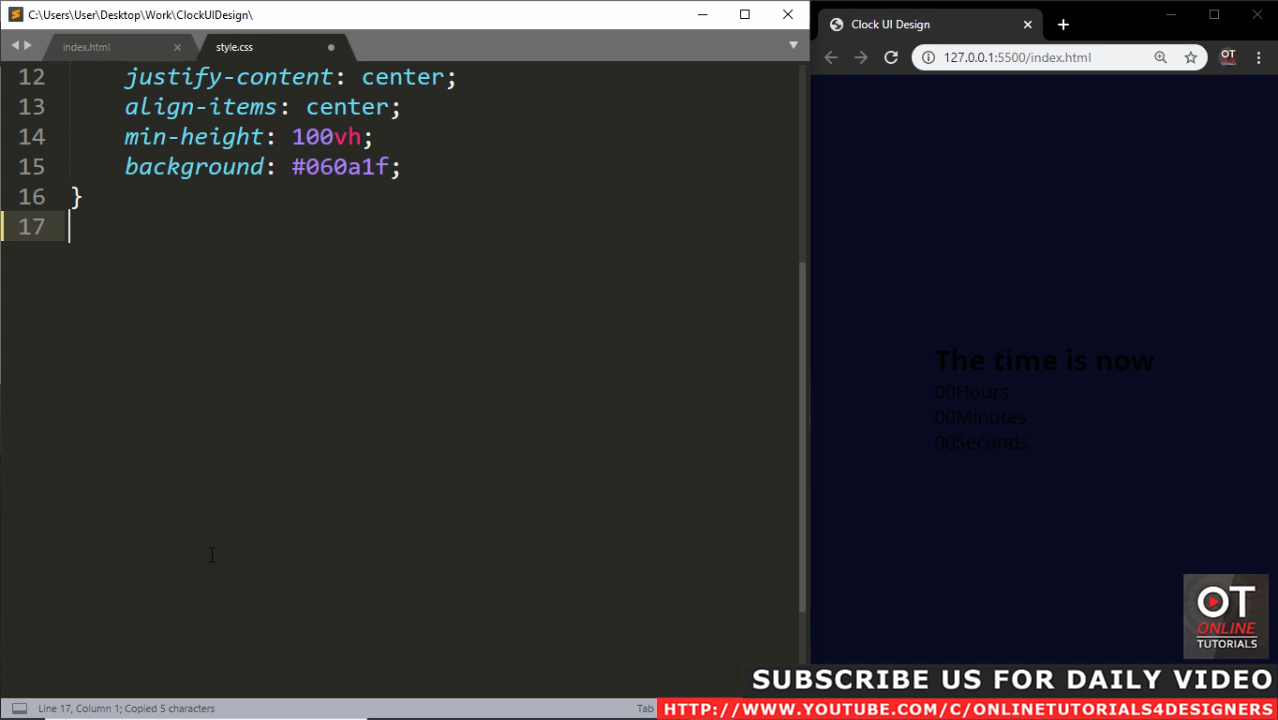 C:\Users\User\Desktop\Work\ClockUIDesign\
index.html
style.css
12 justify-content: center;
13 align-items: center;
14 min-height: 100vh;
15 background: #060a1f;
16 }
17
Line 17, Column 1; Copied 5 characters
Tab
Clock UI Design
127.0.0.1:5500/index.html
OT
The time is now
00Hours
00Minutes
00Seconds
OT
ONLINE
TUTORIALS
SUBSCRIBE US FOR DAILY VIDEO
HTTP://WWW.YOUTUBE.COM/C/ONLINETUTORIALS4DESIGNERS